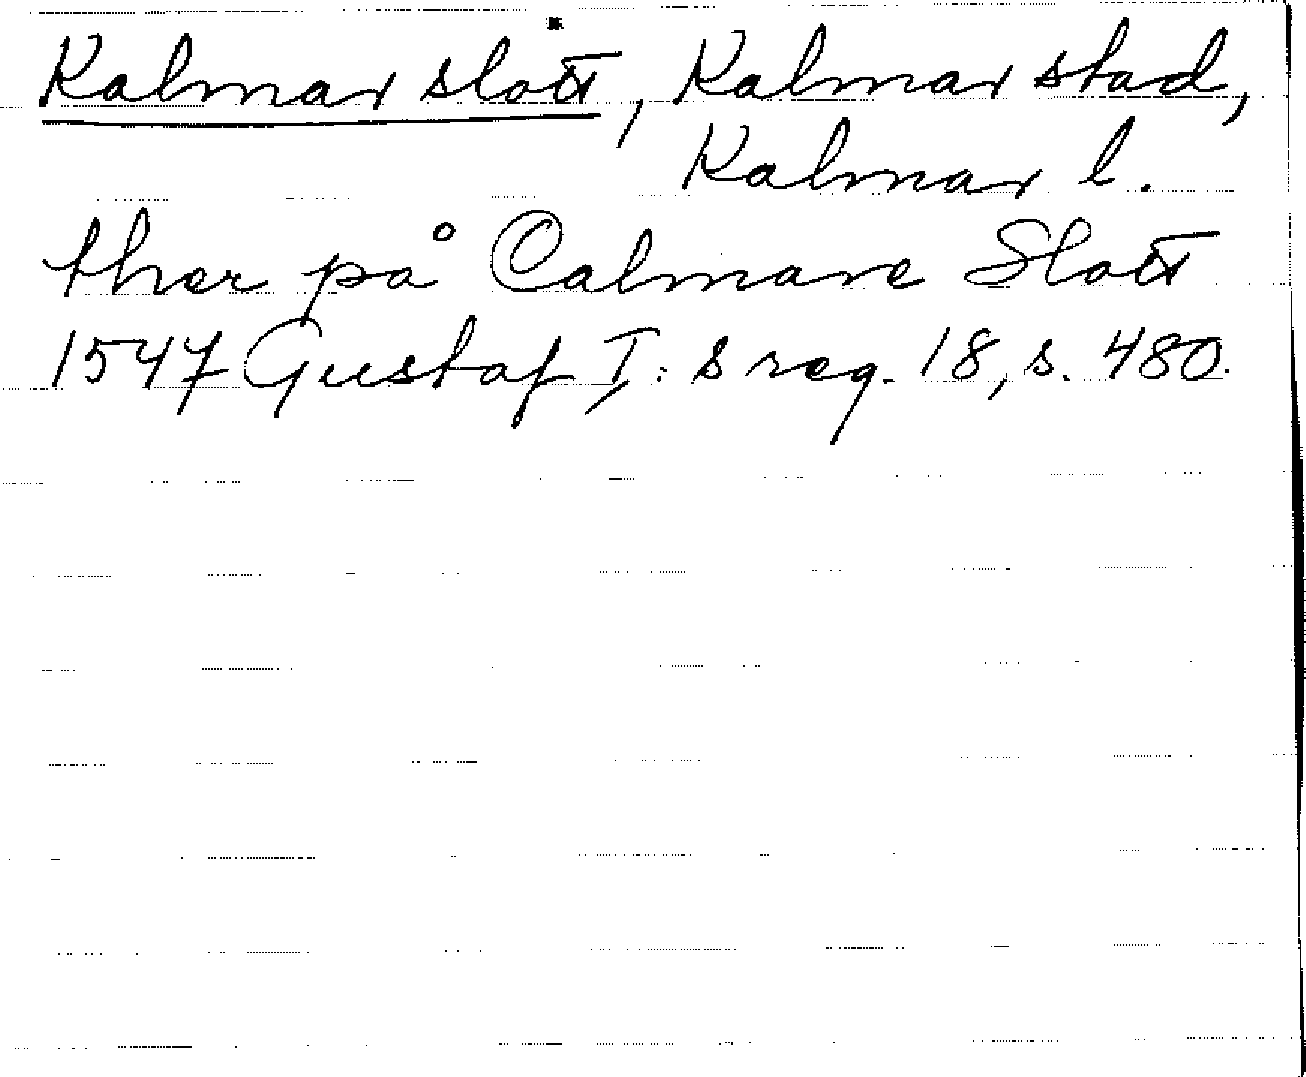 Kalmar slott, Kalmar stad,
Kalmar l.
ther på Calmare Slott
1547 Gustaf I:s reg. 18, s. 480.